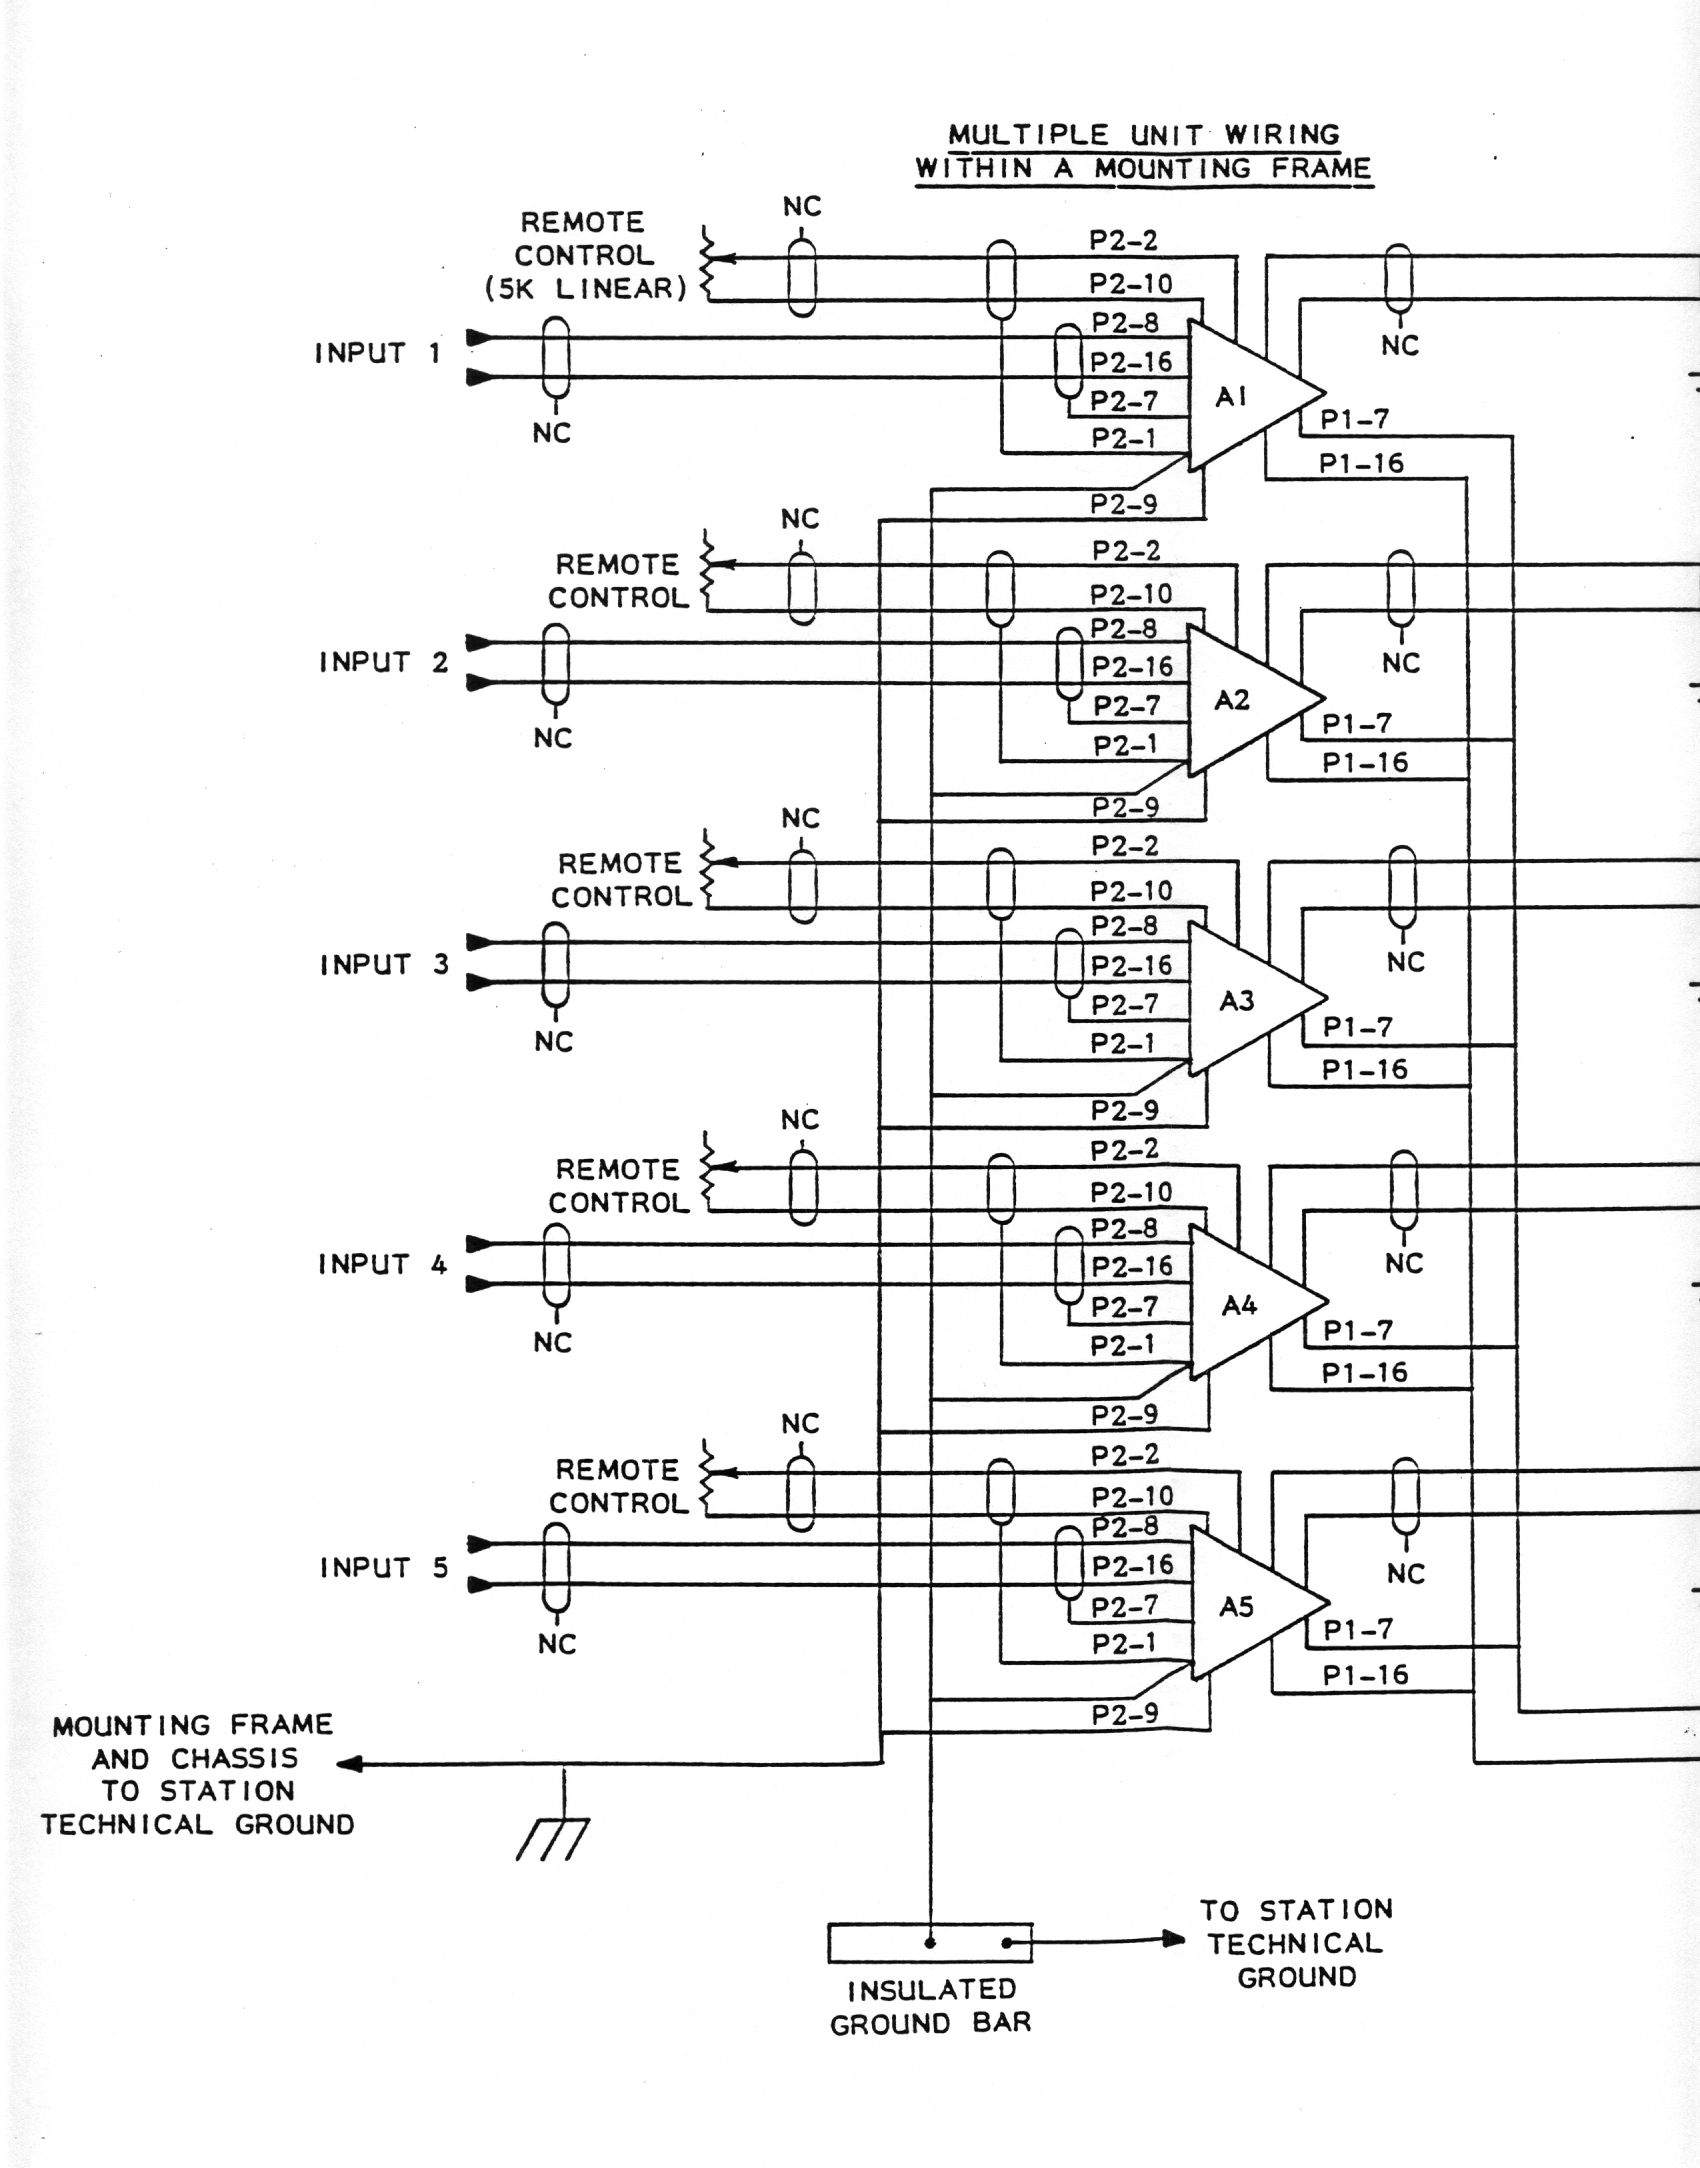 MULTIPLE UNIT WIRING
WITHIN A MOUNTING FRAME
NC
REMOTE
CONTROL
(5K LINEAR)
P2-2
P2-10
P2-8
INPUT 1
P2-16
P2-7
P2-1
NC
A1
NC
P1-7
P1-16
P2-9
NC
REMOTE
CONTROL
P2-2
P2-10
P2-8
INPUT 2
P2-16
P2-7
P2-1
NC
A2
NC
P1-7
P1-16
P2-9
NC
REMOTE
CONTROL
P2-2
P2-10
P2-8
INPUT 3
P2-16
P2-7
P2-1
NC
A3
NC
P1-7
P1-16
P2-9
NC
REMOTE
CONTROL
P2-2
P2-10
P2-8
INPUT 4
P2-16
P2-7
P2-1
NC
A4
NC
P1-7
P1-16
P2-9
NC
REMOTE
CONTROL
P2-2
P2-10
P2-8
INPUT 5
P2-16
P2-7
P2-1
NC
A5
NC
P1-7
P1-16
P2-9
MOUNTING FRAME
AND CHASSIS
TO STATION
TECHNICAL GROUND
TO STATION
TECHNICAL
GROUND
INSULATED
GROUND BAR